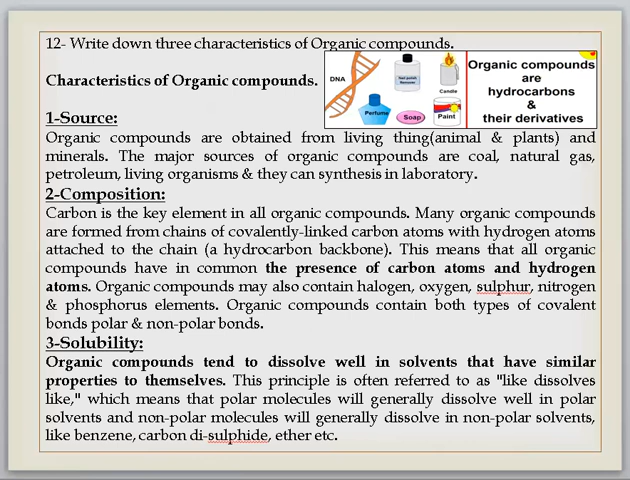 12- Write down three characteristics of Organic compounds.
Characteristics of Organic compounds.
DNA
Nail polish Remover
Candle
Perfume
Soap
Paint
Organic compounds
are
hydrocarbons
&
their derivatives
1-Source:
Organic compounds are obtained from living thing(animal & plants) and
minerals. The major sources of organic compounds are coal, natural gas,
petroleum, living organisms & they can synthesis in laboratory.
2-Composition:
Carbon is the key element in all organic compounds. Many organic compounds
are formed from chains of covalently-linked carbon atoms with hydrogen atoms
attached to the chain (a hydrocarbon backbone). This means that all organic
compounds have in common the presence of carbon atoms and hydrogen
atoms. Organic compounds may also contain halogen, oxygen, sulphur, nitrogen
& phosphorus elements. Organic compounds contain both types of covalent
bonds polar & non-polar bonds.
3-Solubility:
Organic compounds tend to dissolve well in solvents that have similar
properties to themselves. This principle is often referred to as "like dissolves
like," which means that polar molecules will generally dissolve well in polar
solvents and non-polar molecules will generally dissolve in non-polar solvents,
like benzene, carbon di-sulphide, ether etc.